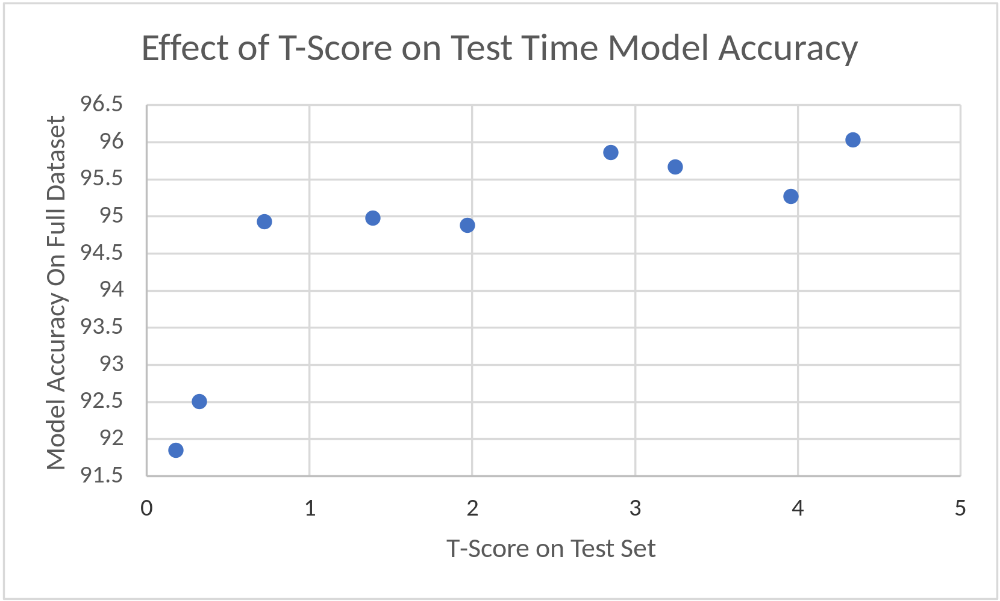 Effect of T-Score on Test Time Model Accuracy
Model Accuracy On Full Dataset
96.5
96
95.5
95
94.5
94
93.5
93
92.5
92
91.5
0 1 2 3 4 5
T-Score on Test Set